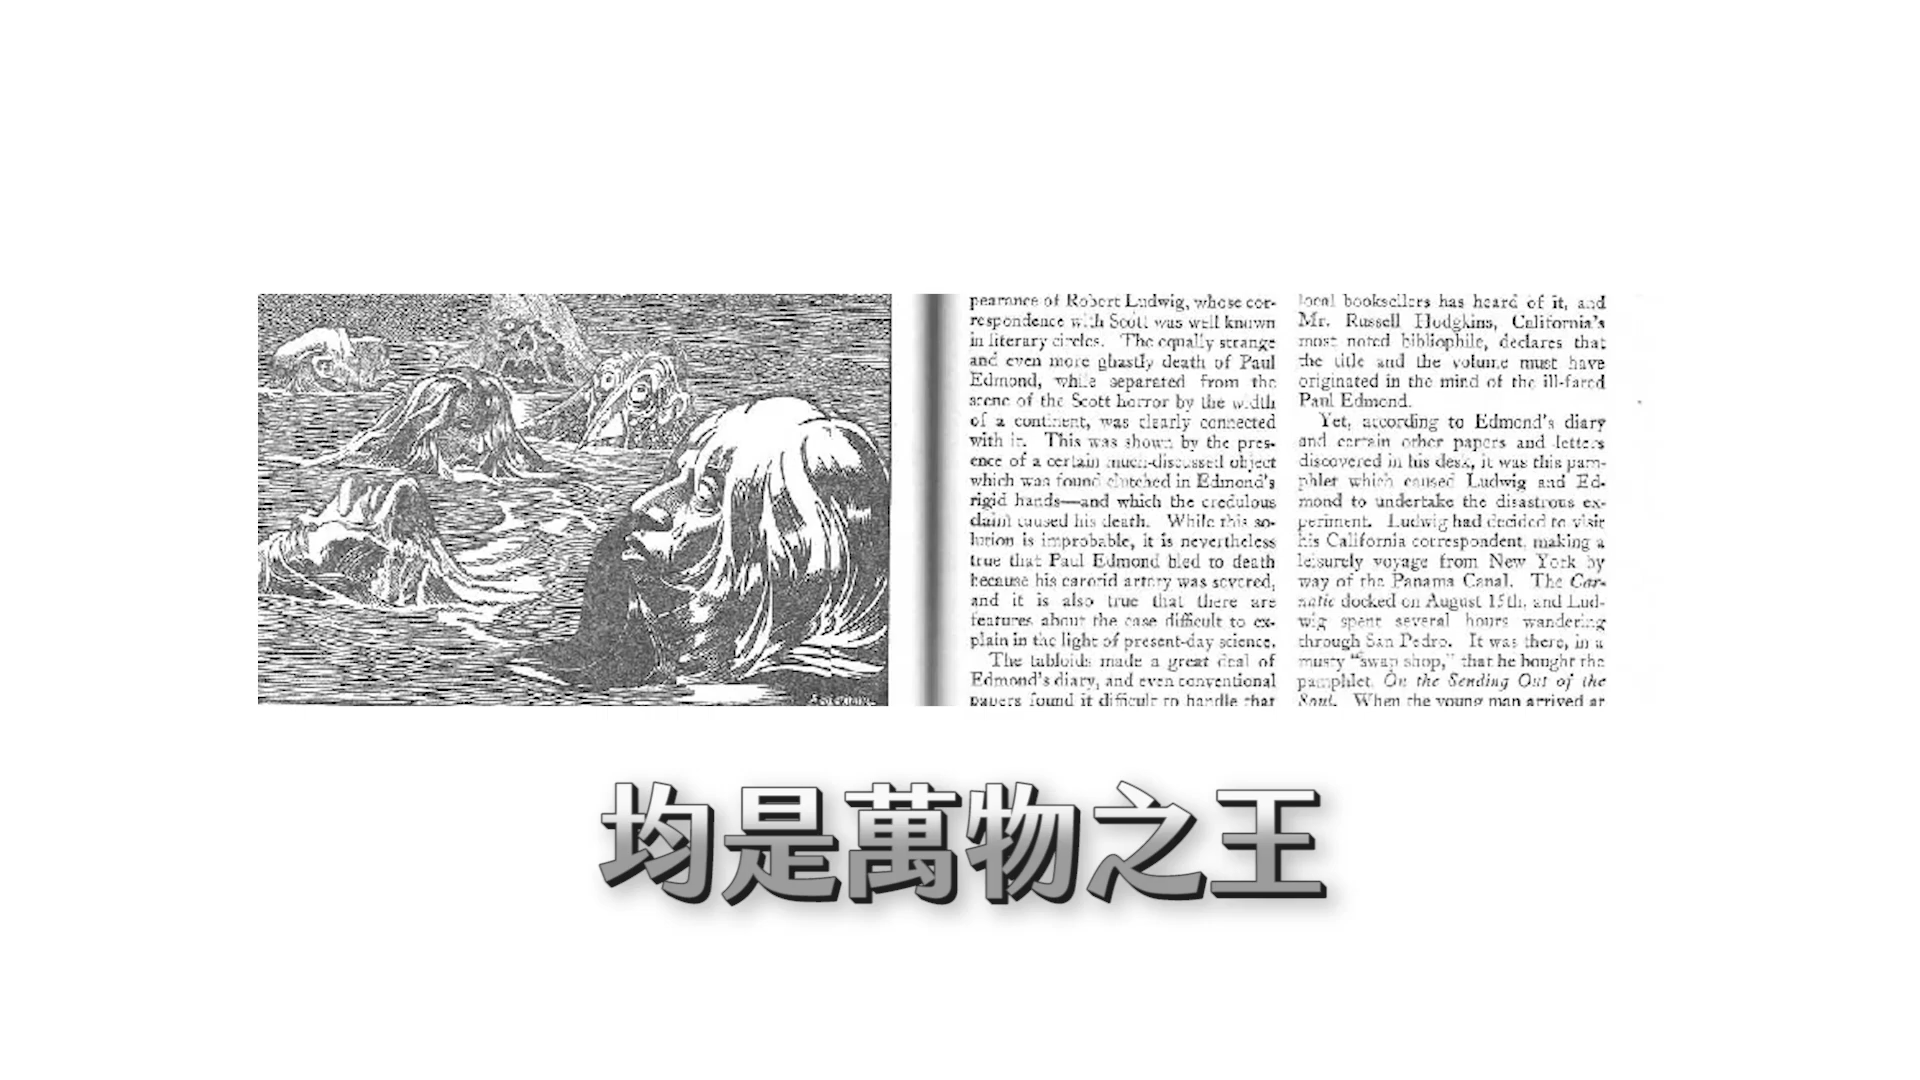 pearance of Robert Ludwig, whose cor-
respondence with Scott was well known
in literary circles. The equally strange
and even more ghastly death of Paul
Edmond, while separated from the
scene of the Scott horror by the width
of a continent, was clearly connected
with it. This was shown by the pres-
ence of a certain much-discussed object
which was found clutched in Edmond's
rigid hands—and which the credulous
claim caused his death. While this so-
lution is improbable, it is nevertheless
true that Paul Edmond bled to death
because his carotid artery was severed,
and it is also true that there are
features about the case difficult to ex-
plain in the light of present-day science.
The tabloids made a great deal of
Edmond's diary, and even conventional
papers found it difficult to handle that
local booksellers has heard of it, and
Mr. Russell Hodgkins, California's
most noted bibliophile, declares that
the title and the volume must have
originated in the mind of the ill-fated
Paul Edmond.
Yet, according to Edmond's diary
and certain other papers and letters
discovered in his desk, it was this pam-
phlet which caused Ludwig and Ed-
mond to undertake the disastrous ex-
periment. Ludwig had decided to visit
his California correspondent, making a
leisurely voyage from New York by
way of the Panama Canal. The Car-
natic docked on August 15th, and Lud-
wig spent several hours wandering
through San Pedro. It was there, in a
musty "swap shop," that he bought the
pamphlet, On the Sending Out of the
Soul. When the young man arrived at
均是萬物之王